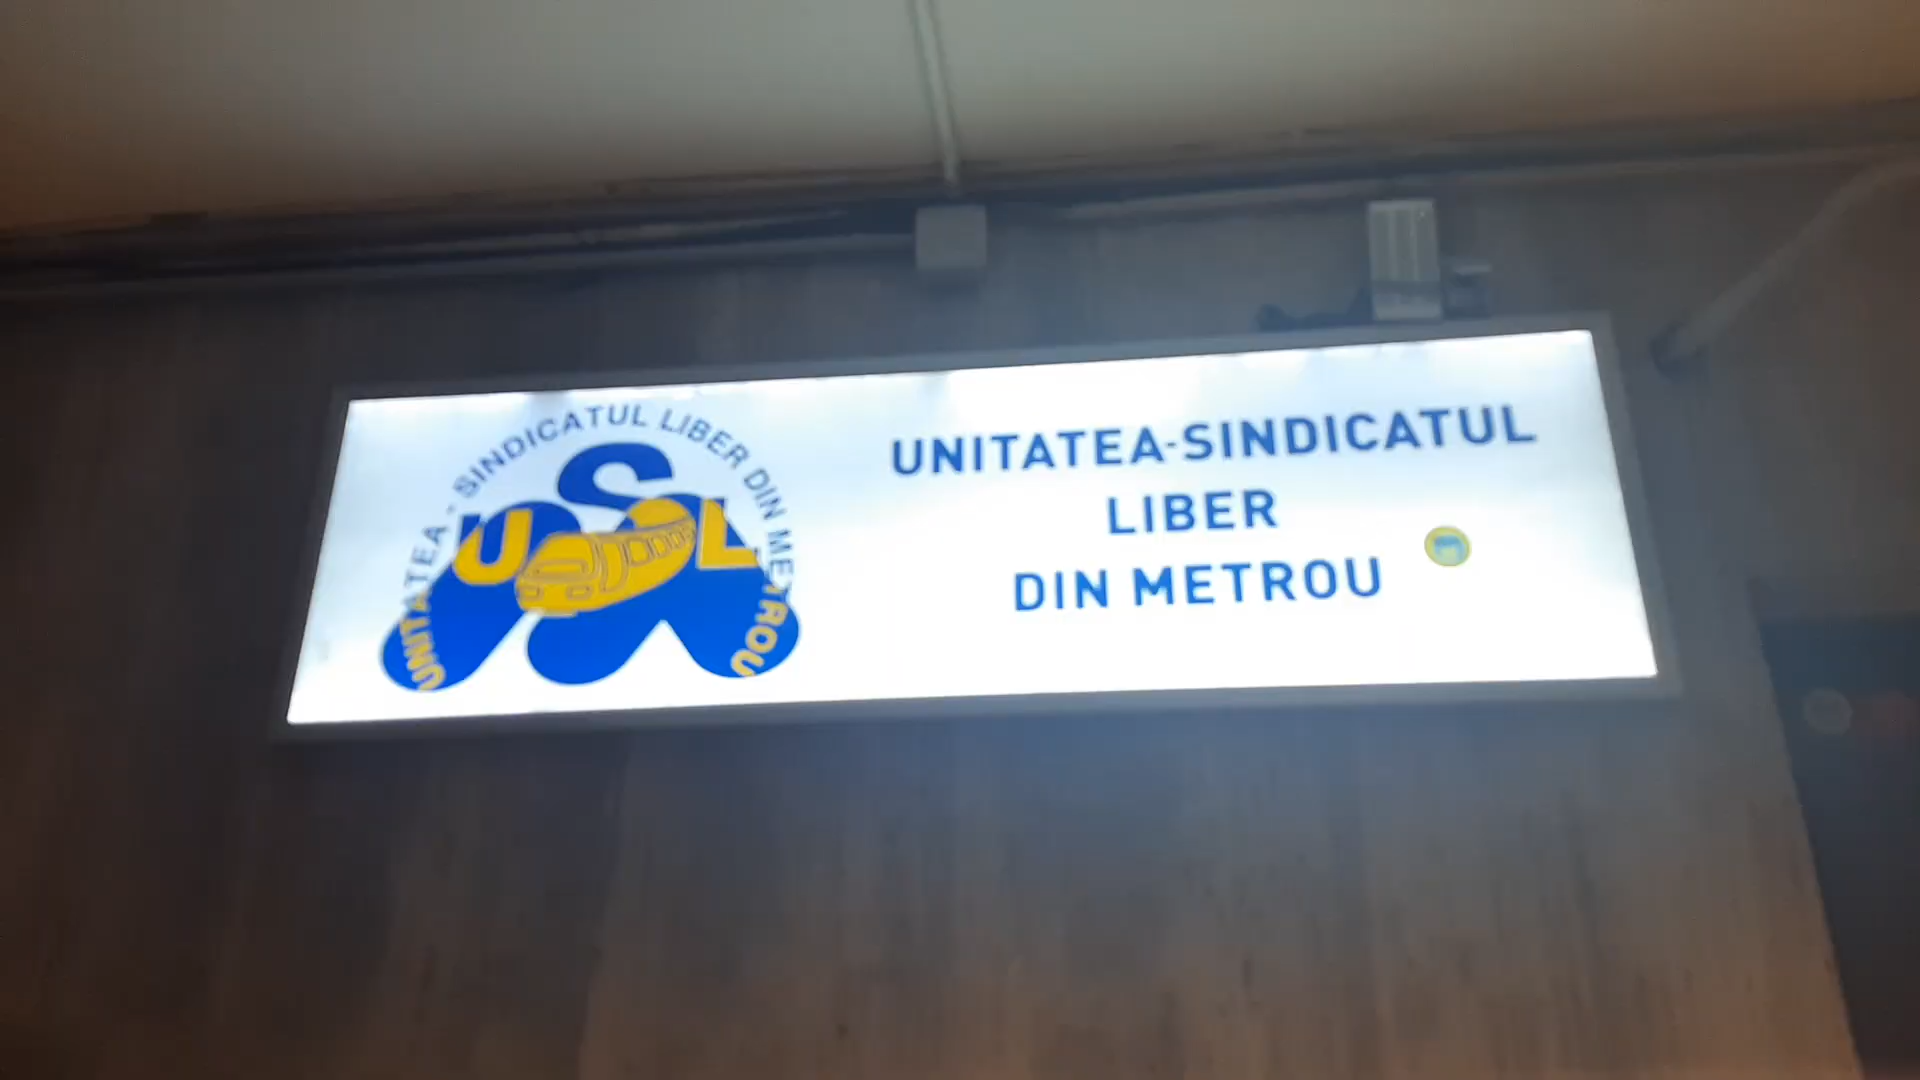 UNITATEA - SINDICATUL LIBER DIN METROU
USL
UNITATEA-SINDICATUL
LIBER
DIN METROU